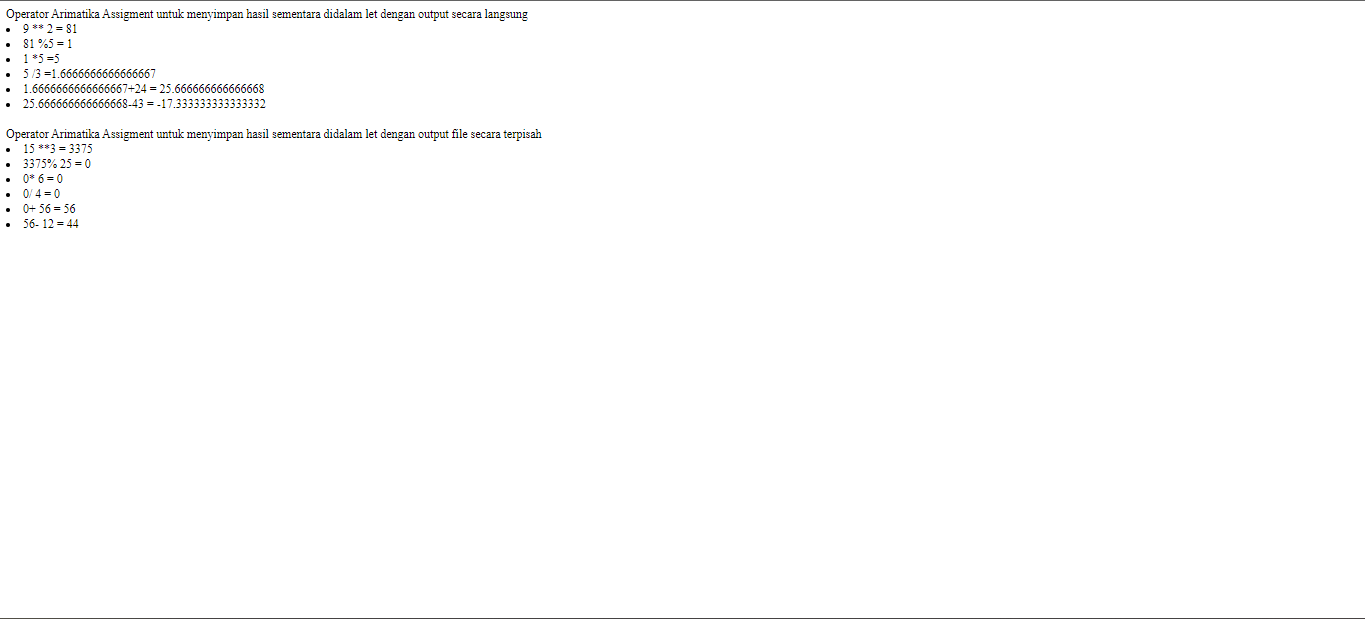 Operator Arimatika Assigment untuk menyimpan hasil sementara didalam let dengan output secara langsung
• 9 ** 2 = 81
• 81 %5 = 1
• 1 *5 =5
• 5 /3 =1.6666666666666667
• 1.6666666666666667+24 = 25.666666666666668
• 25.666666666666668-43 = -17.333333333333332
Operator Arimatika Assigment untuk menyimpan hasil sementara didalam let dengan output file secara terpisah
• 15 **3 = 3375
• 3375% 25 = 0
• 0* 6 = 0
• 0/ 4 = 0
• 0+ 56 = 56
• 56- 12 = 44